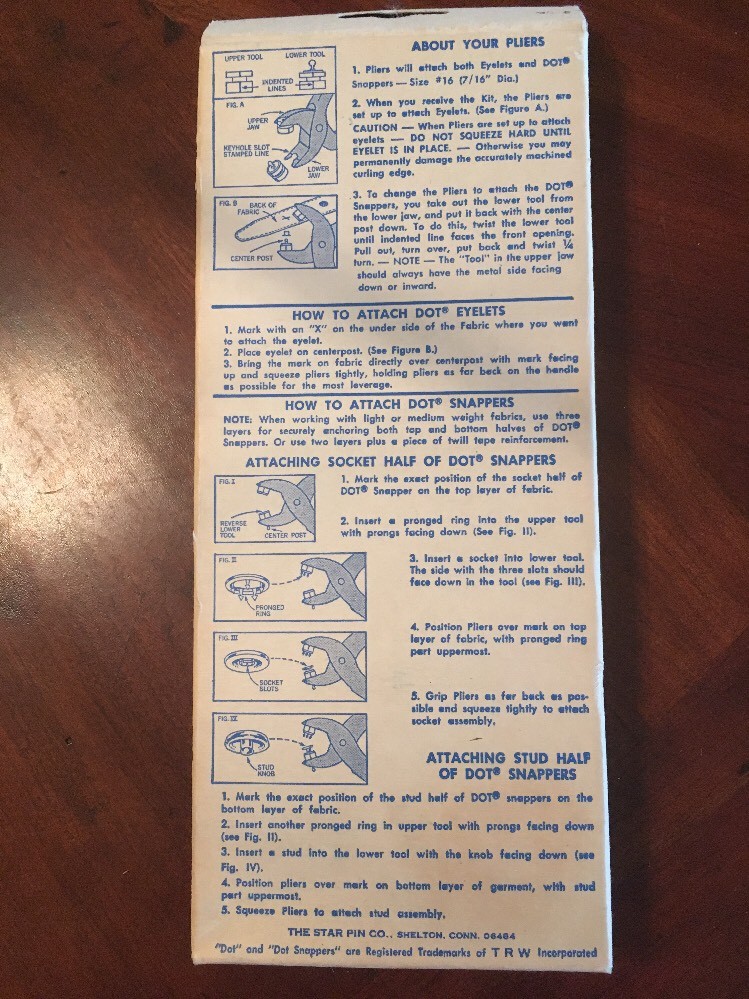 ABOUT YOUR PLIERS
1. Pliers will attach both Eyelets and DOT®
Snappers — Size #16 (7/16" Dia.)
2. When you receive the Kit, the Pliers are
set up to attach Eyelets. (See Figure A.)
CAUTION — When Pliers are set up to attach
eyelets — DO NOT SQUEEZE HARD UNTIL
EYELET IS IN PLACE. — Otherwise you may
permanently damage the accurately machined
curling edge.
3. To change the Pliers to attach the DOT®
Snappers, you take out the lower tool from
the lower jaw, and put it back with the center
post down. To do this, twist the lower tool
until indented line faces the front opening.
Pull out, turn over, put back and twist ¼
turn. — NOTE — The "Tool" in the upper jaw
should always have the metal side facing
down or inward.
UPPER TOOL LOWER TOOL
INDENTED
LINES
FIG. A
UPPER
JAW
KEYHOLE SLOT
STAMPED LINE
LOWER
JAW
FIG. B
BACK OF
FABRIC
X
CENTER POST
HOW TO ATTACH DOT® EYELETS
1. Mark with an "X" on the under side of the Fabric where you want
to attach the eyelet.
2. Place eyelet on centerpost. (See Figure B.)
3. Bring the mark on fabric directly over centerpost with mark facing
up and squeeze pliers tightly, holding pliers as far back on the handle
as possible for the most leverage.
HOW TO ATTACH DOT® SNAPPERS
NOTE: When working with light or medium weight fabrics, use three
layers for securely anchoring both top and bottom halves of DOT®
Snappers. Or use two layers plus a piece of twill tape reinforcement.
ATTACHING SOCKET HALF OF DOT® SNAPPERS
FIG. I
REVERSE
LOWER
TOOL
CENTER POST
1. Mark the exact position of the socket half of
DOT® Snapper on the top layer of fabric.
2. Insert a pronged ring into the upper tool
with prongs facing down (See Fig. II).
FIG. II
PRONGED
RING
3. Insert a socket into lower tool.
The side with the three slots should
face down in the tool (see Fig. III).
FIG. III
SOCKET
SLOTS
4. Position Pliers over mark on top
layer of fabric, with pronged ring
part uppermost.
5. Grip Pliers as far back as pos-
sible and squeeze tightly to attach
socket assembly.
FIG. IV
STUD
KNOB
ATTACHING STUD HALF
OF DOT® SNAPPERS
1. Mark the exact position of the stud half of DOT® snappers on the
bottom layer of fabric.
2. Insert another pronged ring in upper tool with prongs facing down
(see Fig. II).
3. Insert a stud into the lower tool with the knob facing down (see
Fig. IV).
4. Position pliers over mark on bottom layer of garment, with stud
part uppermost.
5. Squeeze Pliers to attach stud assembly.
THE STAR PIN CO., SHELTON, CONN. 06484
"Dot" and "Dot Snappers" are Registered Trademarks of T R W Incorporated